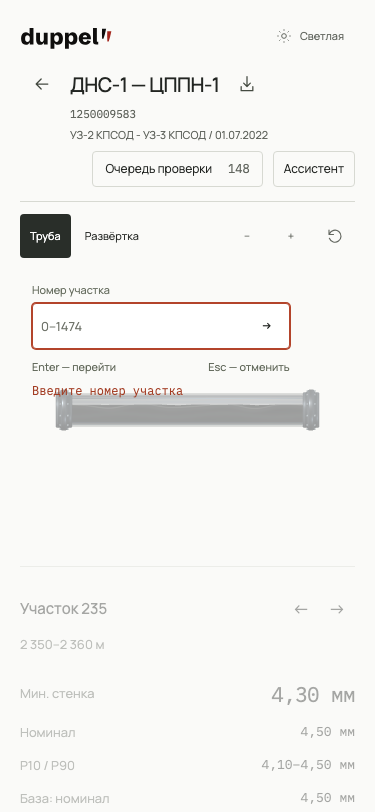 duppel"
Светлая
ДНС-1 — ЦППН-1
1250009583
УЗ-2 КПСОД - УЗ-3 КПСОД / 01.07.2022
Очередь проверки 148
Ассистент
Труба
Развёртка
− +
Номер участка
0–1474
Enter — перейти
Esc — отменить
Введите номер участка
Участок 235
2 350–2 360 м
Мин. стенка 4,30 мм
Номинал 4,50 мм
P10 / P90 4,10–4,50 мм
База: номинал 4,50 мм